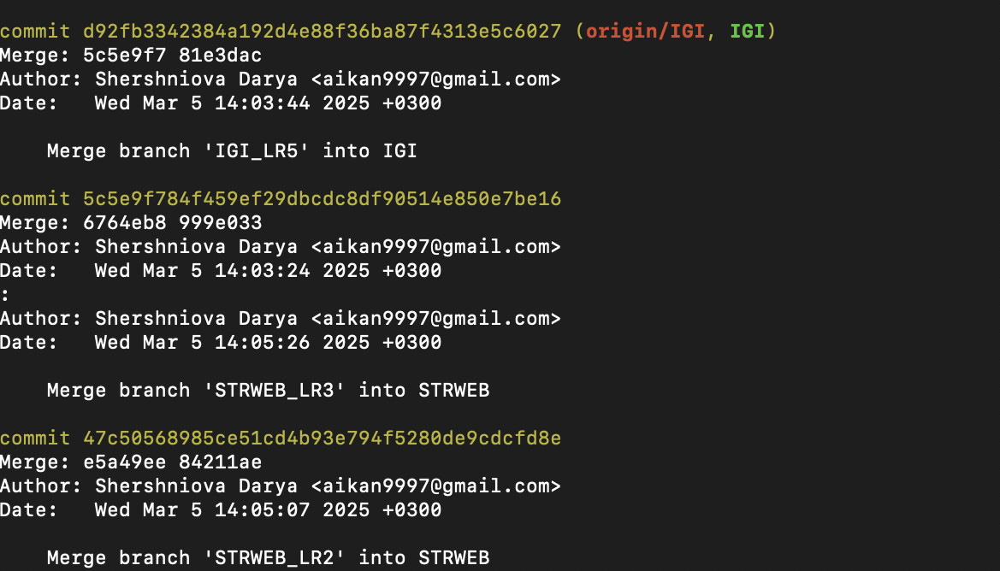 commit d92fb3342384a192d4e88f36ba87f4313e5c6027 (origin/IGI, IGI)
Merge: 5c5e9f7 81e3dac
Author: Shershniova Darya <aikan9997@gmail.com>
Date:   Wed Mar 5 14:03:44 2025 +0300
    Merge branch 'IGI_LR5' into IGI
commit 5c5e9f784f459ef29dbcdc8df90514e850e7be16
Merge: 6764eb8 999e033
Author: Shershniova Darya <aikan9997@gmail.com>
Date:   Wed Mar 5 14:03:24 2025 +0300
:
Author: Shershniova Darya <aikan9997@gmail.com>
Date:   Wed Mar 5 14:05:26 2025 +0300
    Merge branch 'STRWEB_LR3' into STRWEB
commit 47c50568985ce51cd4b93e794f5280de9cdcfd8e
Merge: e5a49ee 84211ae
Author: Shershniova Darya <aikan9997@gmail.com>
Date:   Wed Mar 5 14:05:07 2025 +0300
    Merge branch 'STRWEB_LR2' into STRWEB